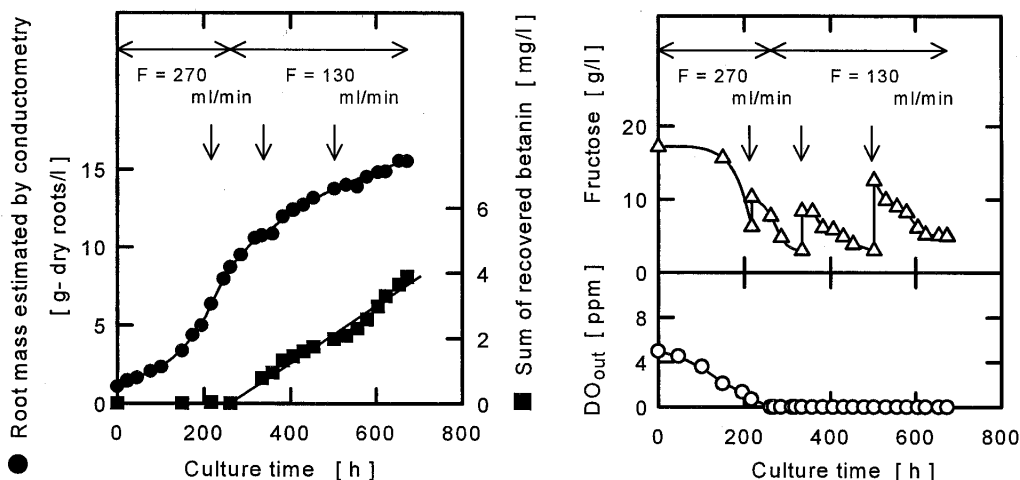 ● Root mass estimated by conductometry
[ g- dry roots/l ]
15
10
5
0
F = 270
F = 130
ml/min
ml/min
6
4
2
0
0 200 400 600 800
Culture time [ h ]
■ Sum of recovered betanin [ mg/l ]
Fructose [ g/l ]
20
10
0
F = 270
F = 130
ml/min
ml/min
DOout [ ppm ]
8
4
0
0 200 400 600 800
Culture time [ h ]